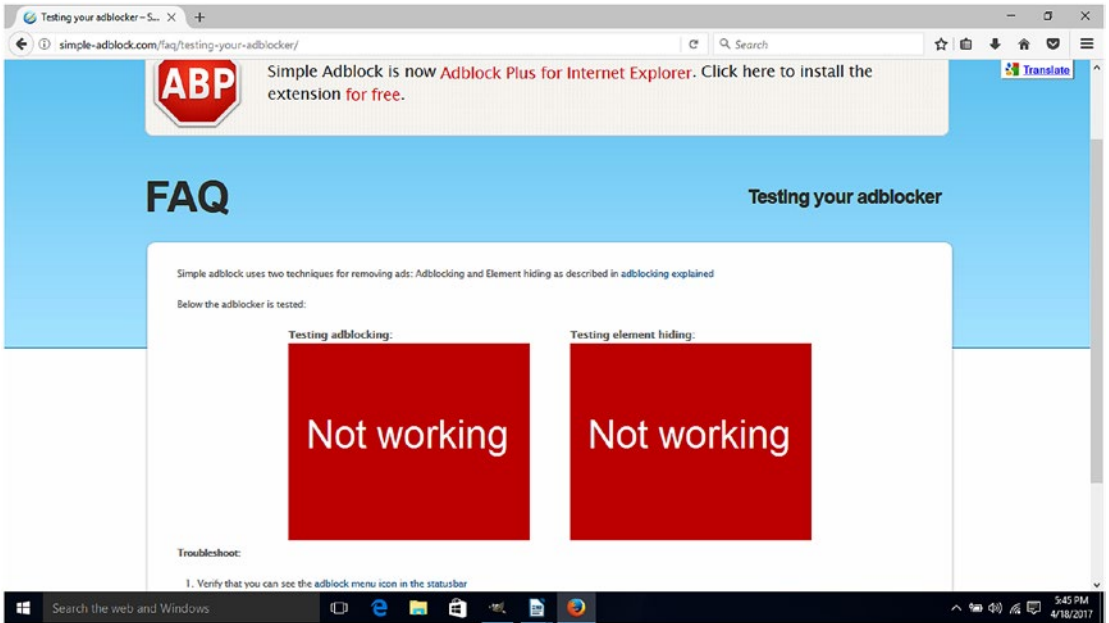 Testing your adblocker – S...
simple-adblock.com/faq/testing-your-adblocker/
Search
ABP
Simple Adblock is now Adblock Plus for Internet Explorer. Click here to install the
extension for free.
Translate
FAQ
Testing your adblocker
Simple adblock uses two techniques for removing ads: Adblocking and Element hiding as described in adblocking explained
Below the adblocker is tested:
Testing adblocking:
Testing element hiding:
Not working
Not working
Troubleshoot:
1. Verify that you can see the adblock menu icon in the statusbar
Search the web and Windows
5:45 PM
4/18/2017